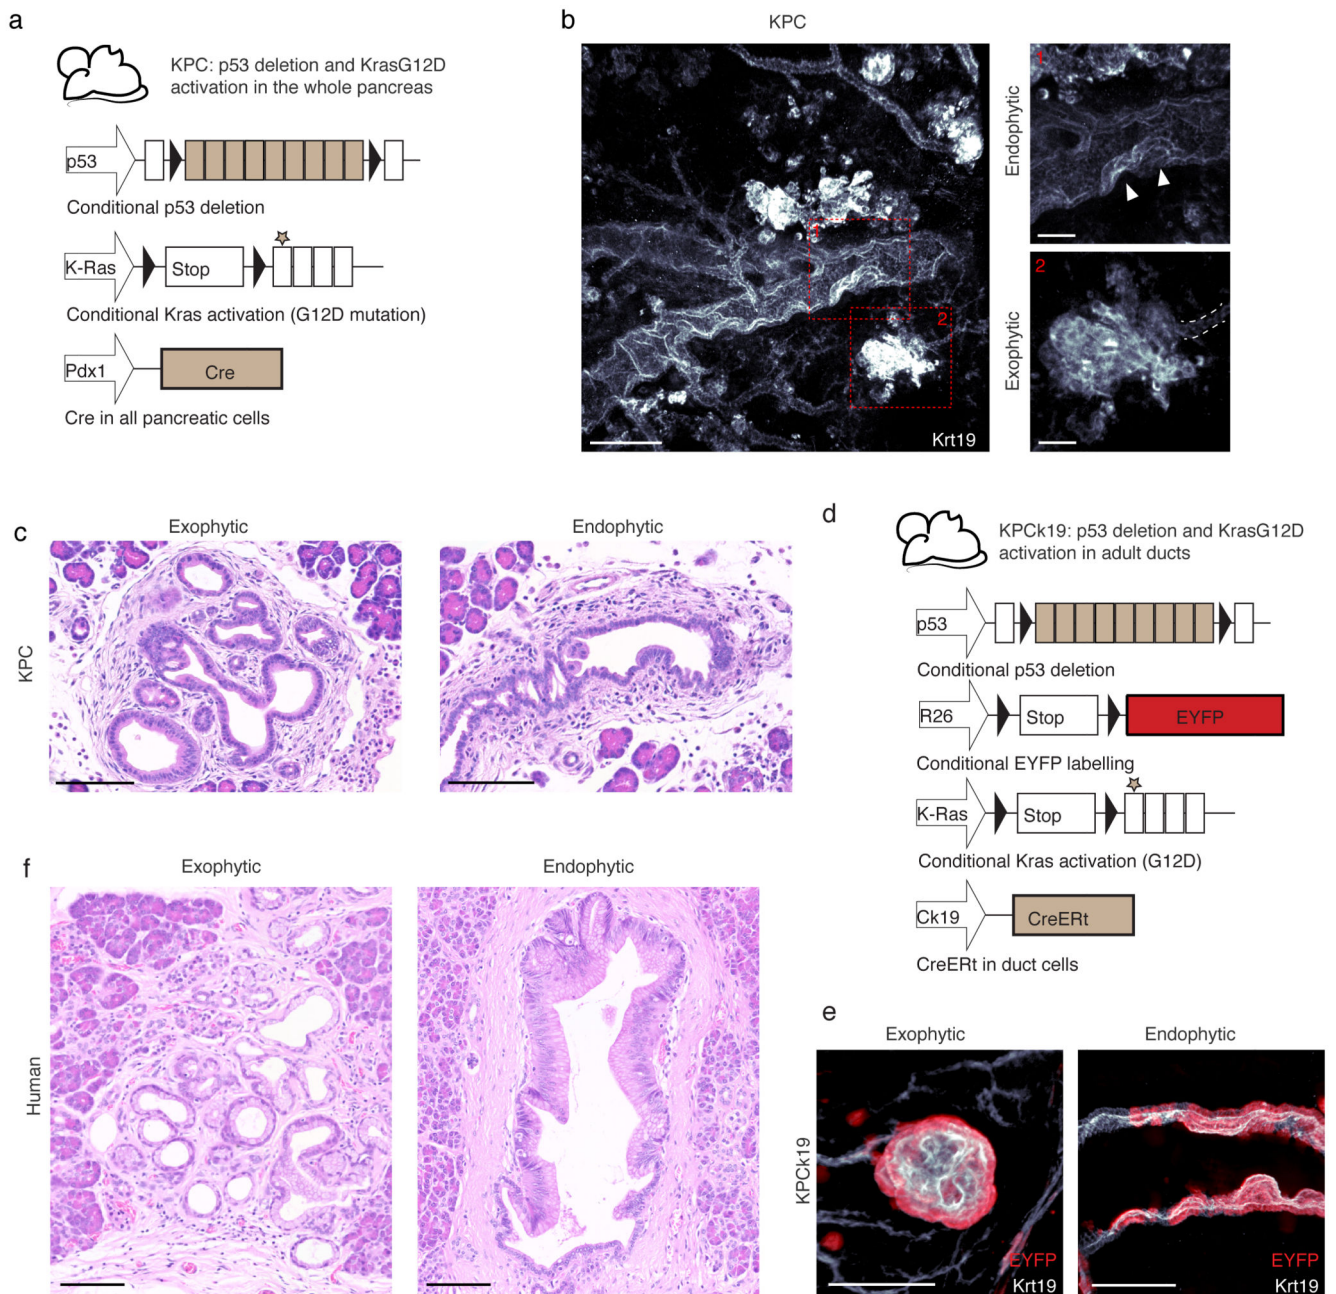 a
KPC: p53 deletion and KrasG12D
activation in the whole pancreas
p53
Conditional p53 deletion
K-Ras
Stop
Conditional Kras activation (G12D mutation)
Pdx1
Cre
Cre in all pancreatic cells
b
KPC
1
2
Krt19
Endophytic
1
Exophytic
2
c
Exophytic
Endophytic
KPC
d
KPCk19: p53 deletion and KrasG12D
activation in adult ducts
p53
Conditional p53 deletion
R26
Stop
EYFP
Conditional EYFP labelling
K-Ras
Stop
Conditional Kras activation (G12D)
Ck19
CreERt
CreERt in duct cells
e
Exophytic
Endophytic
KPCk19
EYFP
Krt19
EYFP
Krt19
f
Exophytic
Endophytic
Human